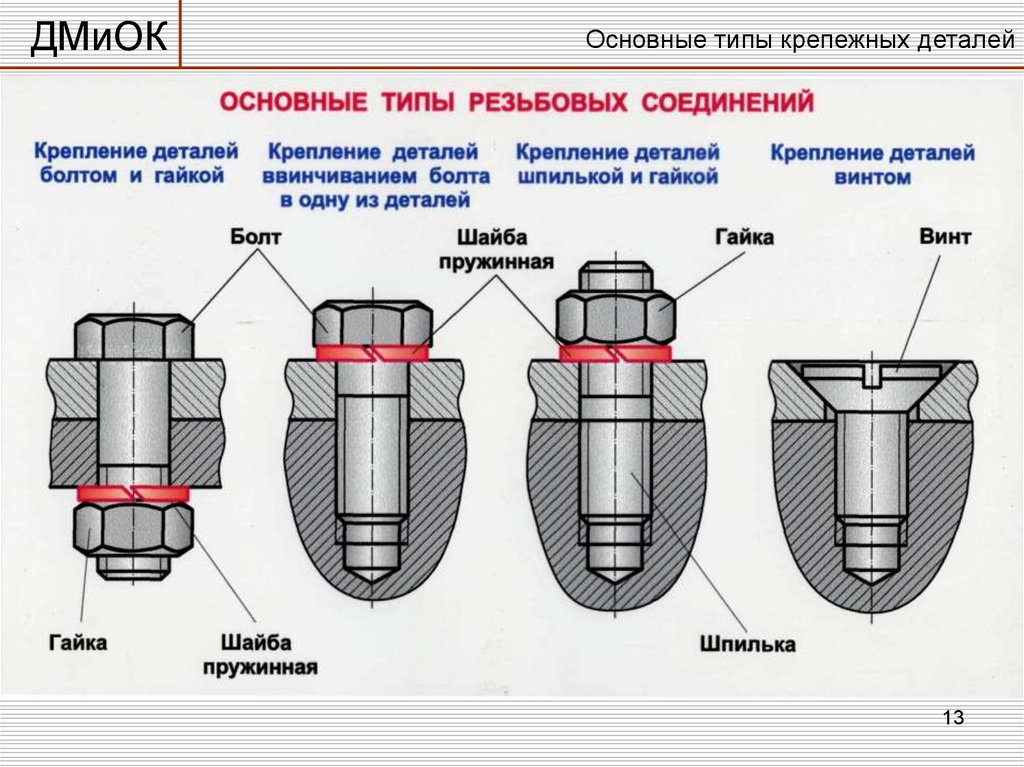 ДМиОК
Основные типы крепежных деталей
ОСНОВНЫЕ ТИПЫ РЕЗЬБОВЫХ СОЕДИНЕНИЙ
Крепление деталей
болтом и гайкой
Крепление деталей
ввинчиванием болта
в одну из деталей
Крепление деталей
шпилькой и гайкой
Крепление деталей
винтом
Болт
Шайба
пружинная
Гайка
Винт
Гайка
Шайба
пружинная
Шпилька
13